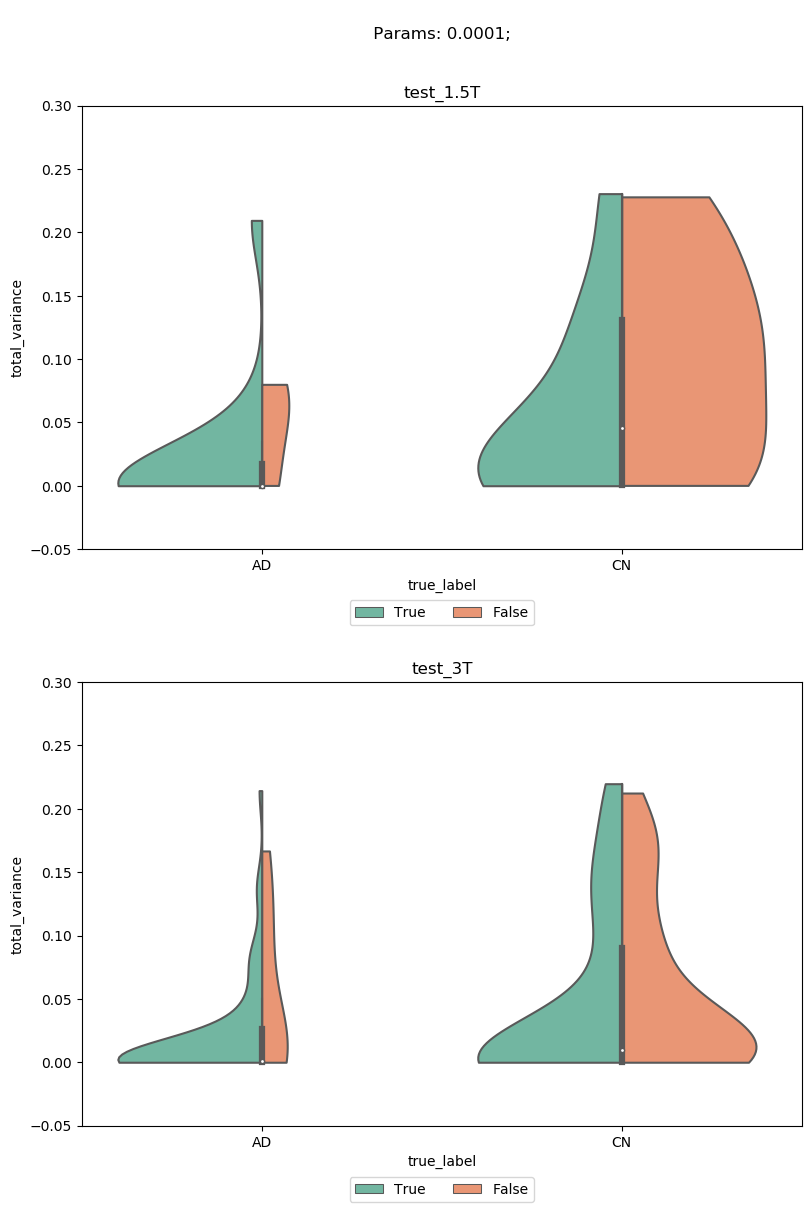 Params: 0.0001;
test_1.5T
0.30
0.25
0.20
0.15
0.10
0.05
0.00
−0.05
total_variance
AD CN
true_label
True False
test_3T
0.30
0.25
0.20
0.15
0.10
0.05
0.00
−0.05
total_variance
AD CN
true_label
True False